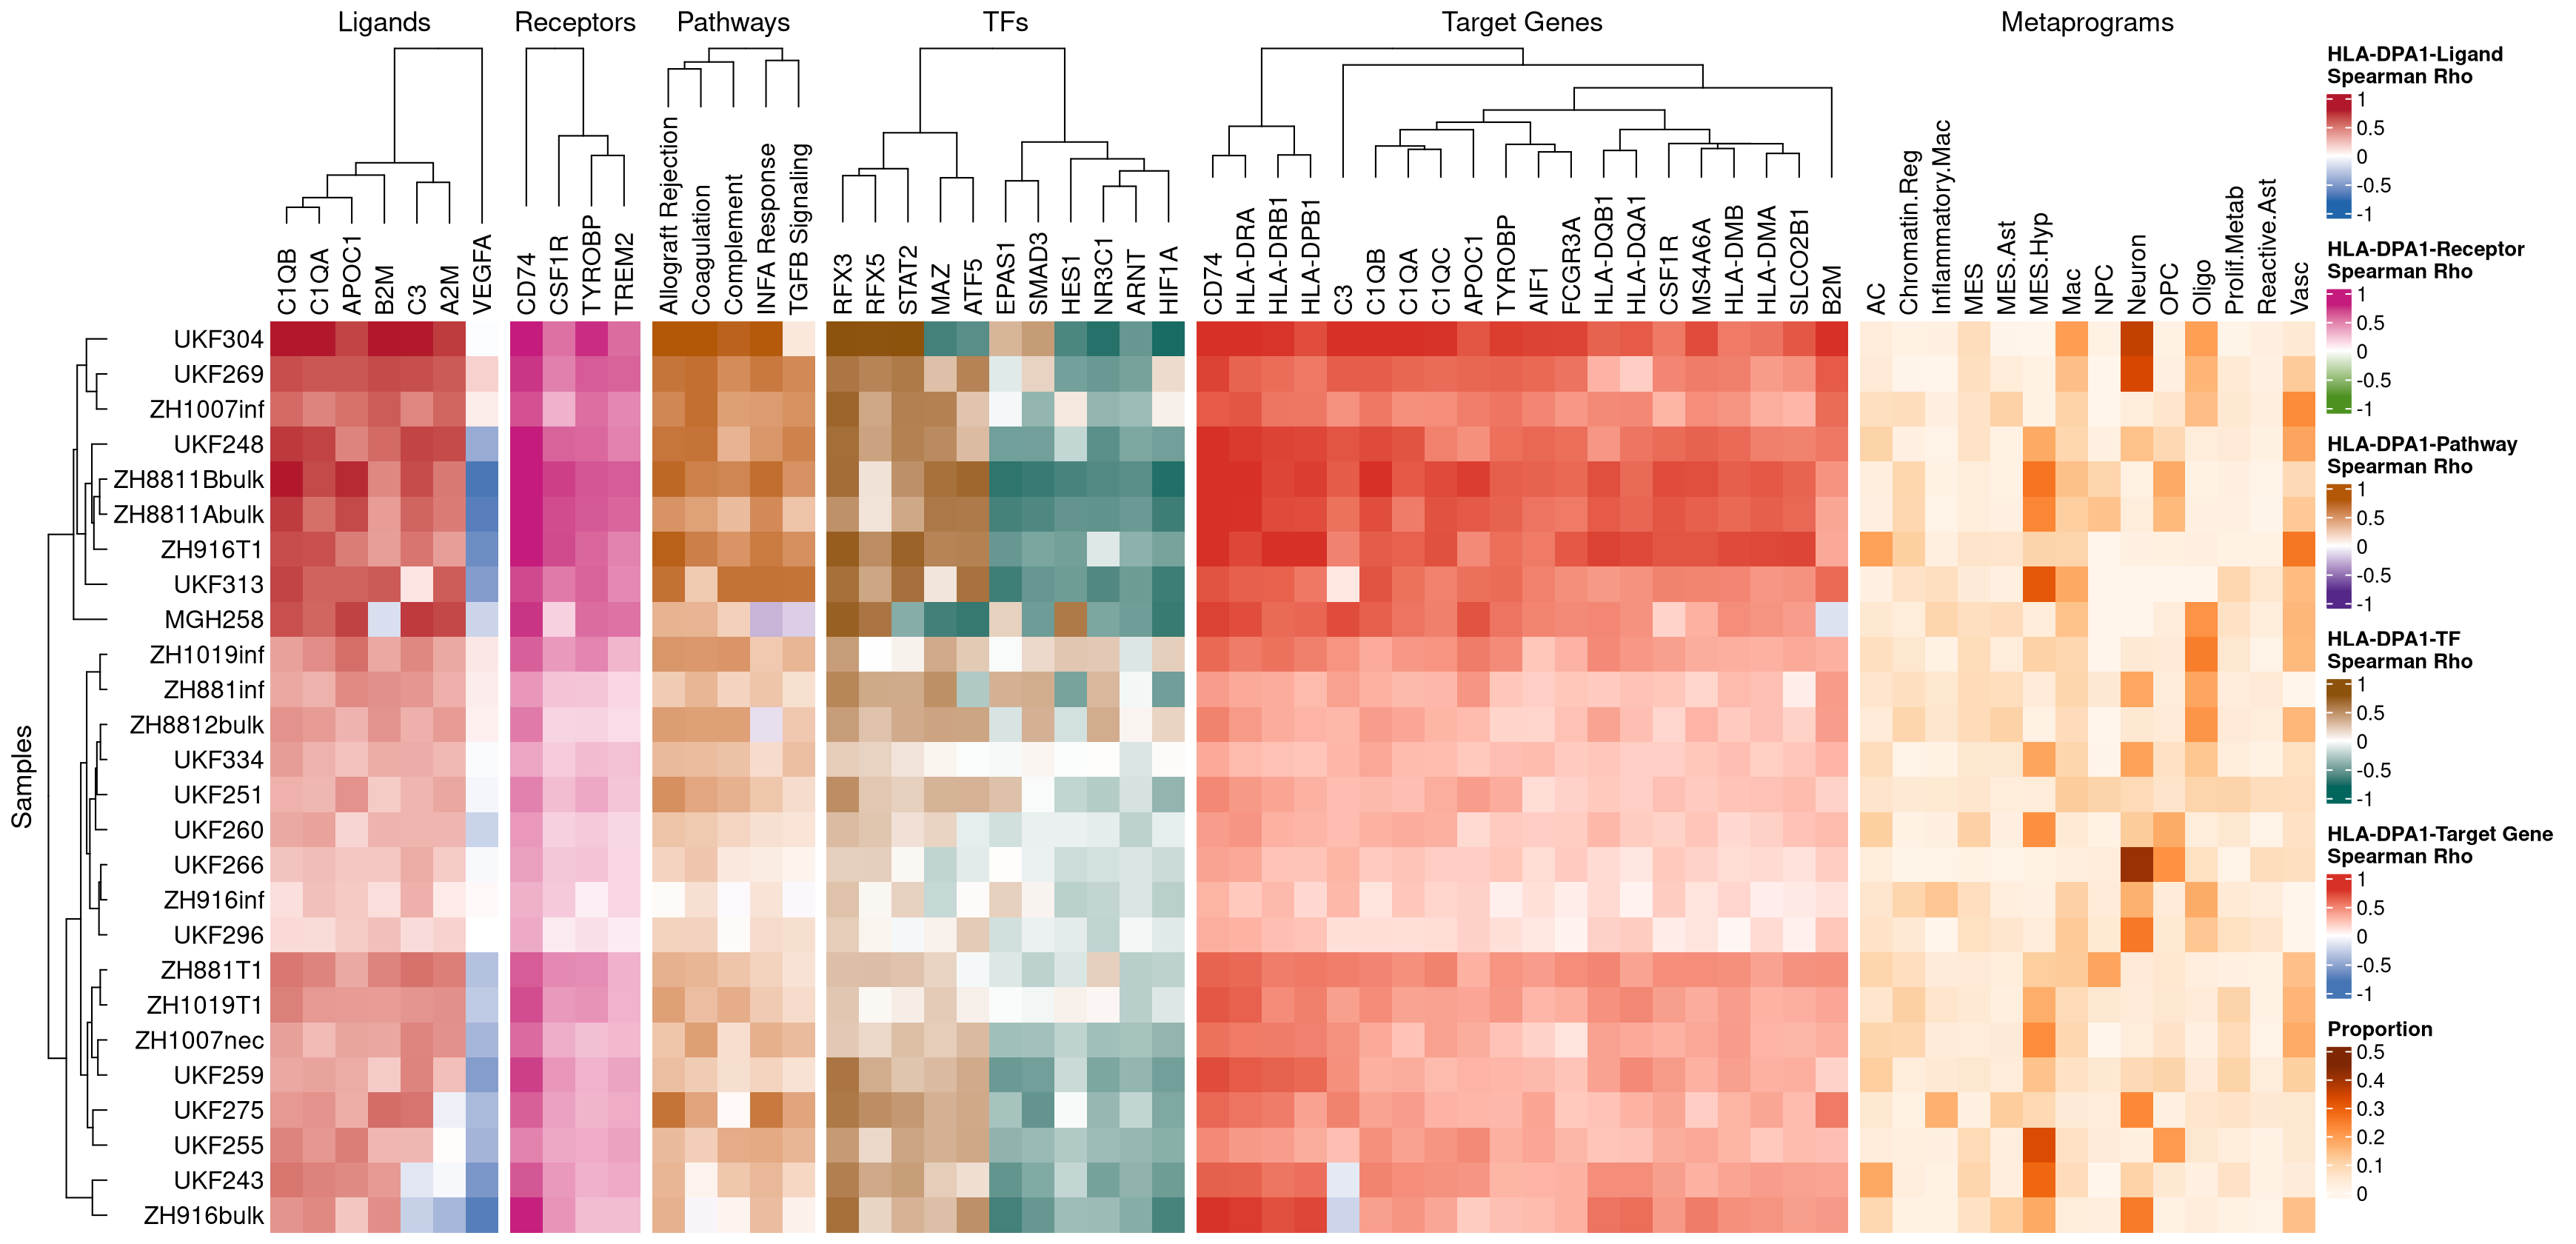 Ligands
Receptors
Pathways
TFs
Target Genes
Metaprograms
C1QB
C1QA
APOC1
B2M
C3
A2M
VEGFA
CD74
CSF1R
TYROBP
TREM2
Allograft Rejection
Coagulation
Complement
INFA Response
TGFB Signaling
RFX3
RFX5
STAT2
MAZ
ATF5
EPAS1
SMAD3
HES1
NR3C1
ARNT
HIF1A
CD74
HLA-DRA
HLA-DRB1
HLA-DPB1
C3
C1QB
C1QA
C1QC
APOC1
TYROBP
AIF1
FCGR3A
HLA-DQB1
HLA-DQA1
CSF1R
MS4A6A
HLA-DMB
HLA-DMA
SLCO2B1
B2M
AC
Chromatin.Reg
Inflammatory.Mac
MES
MES.Ast
MES.Hyp
Mac
NPC
Neuron
OPC
Oligo
Prolif.Metab
Reactive.Ast
Vasc
Samples
UKF304
UKF269
ZH1007inf
UKF248
ZH8811Bbulk
ZH8811Abulk
ZH916T1
UKF313
MGH258
ZH1019inf
ZH881inf
ZH8812bulk
UKF334
UKF251
UKF260
UKF266
ZH916inf
UKF296
ZH881T1
ZH1019T1
ZH1007nec
UKF259
UKF275
UKF255
UKF243
ZH916bulk
HLA-DPA1-Ligand
Spearman Rho
1
0.5
0
-0.5
-1
HLA-DPA1-Receptor
Spearman Rho
1
0.5
0
-0.5
-1
HLA-DPA1-Pathway
Spearman Rho
1
0.5
0
-0.5
-1
HLA-DPA1-TF
Spearman Rho
1
0.5
0
-0.5
-1
HLA-DPA1-Target Gene
Spearman Rho
1
0.5
0
-0.5
-1
Proportion
0.5
0.4
0.3
0.2
0.1
0